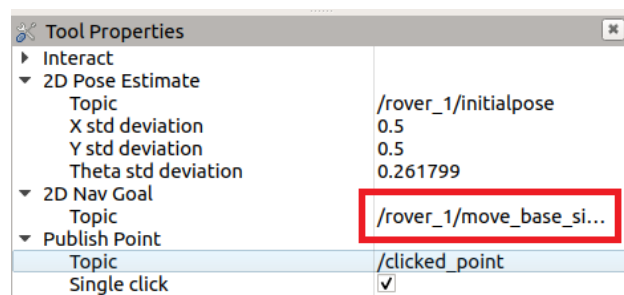 Tool Properties
Interact
2D Pose Estimate
Topic /rover_1/initialpose
X std deviation 0.5
Y std deviation 0.5
Theta std deviation 0.261799
2D Nav Goal
Topic /rover_1/move_base_si...
Publish Point
Topic /clicked_point
Single click